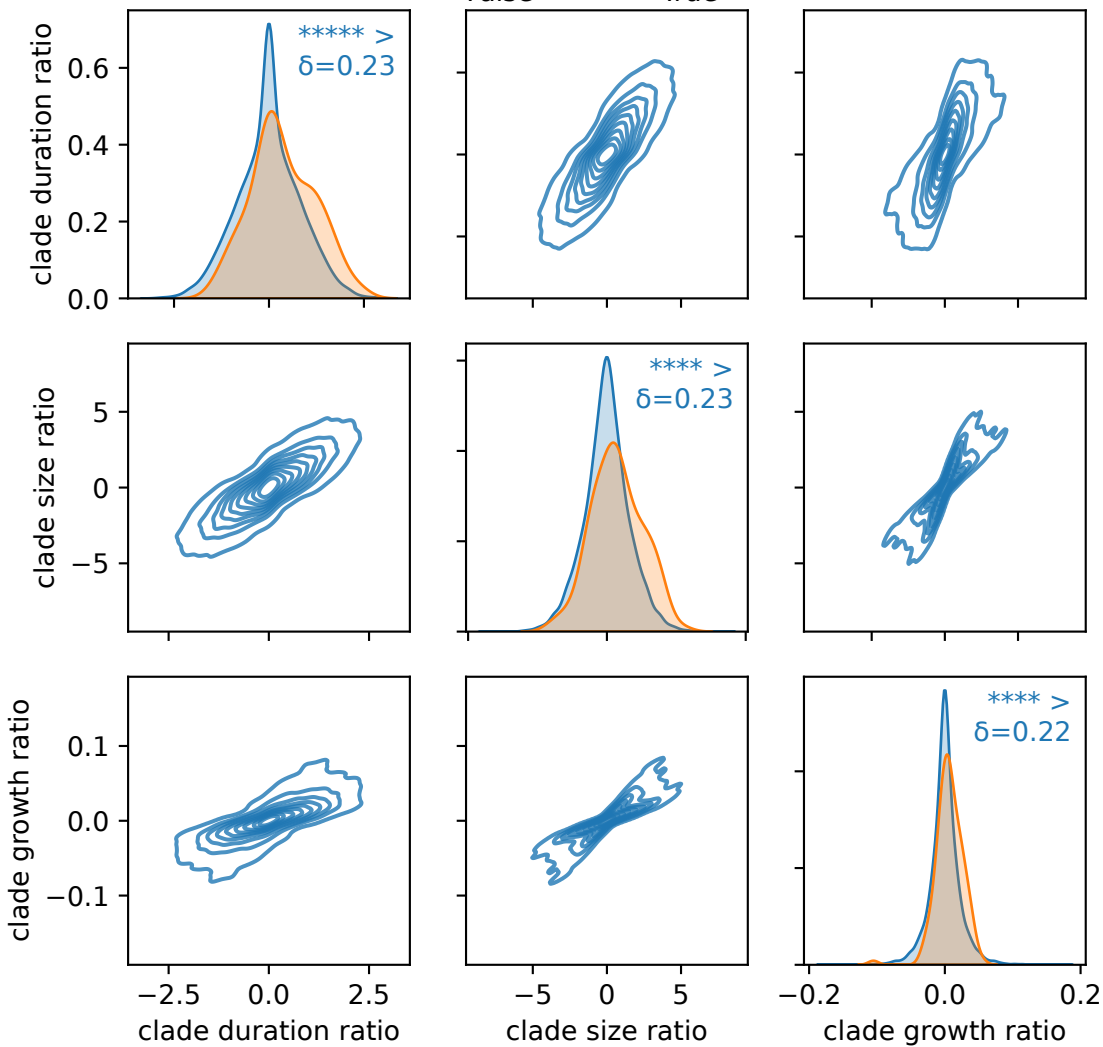 ***** >
δ=0.23
clade duration ratio
0.6
0.4
0.2
0.0
**** >
δ=0.23
clade size ratio
5
0
−5
**** >
δ=0.22
clade growth ratio
0.1
0.0
−0.1
−2.5 0.0 2.5
−5 0 5
−0.2 0.0 0.2
clade duration ratio
clade size ratio
clade growth ratio